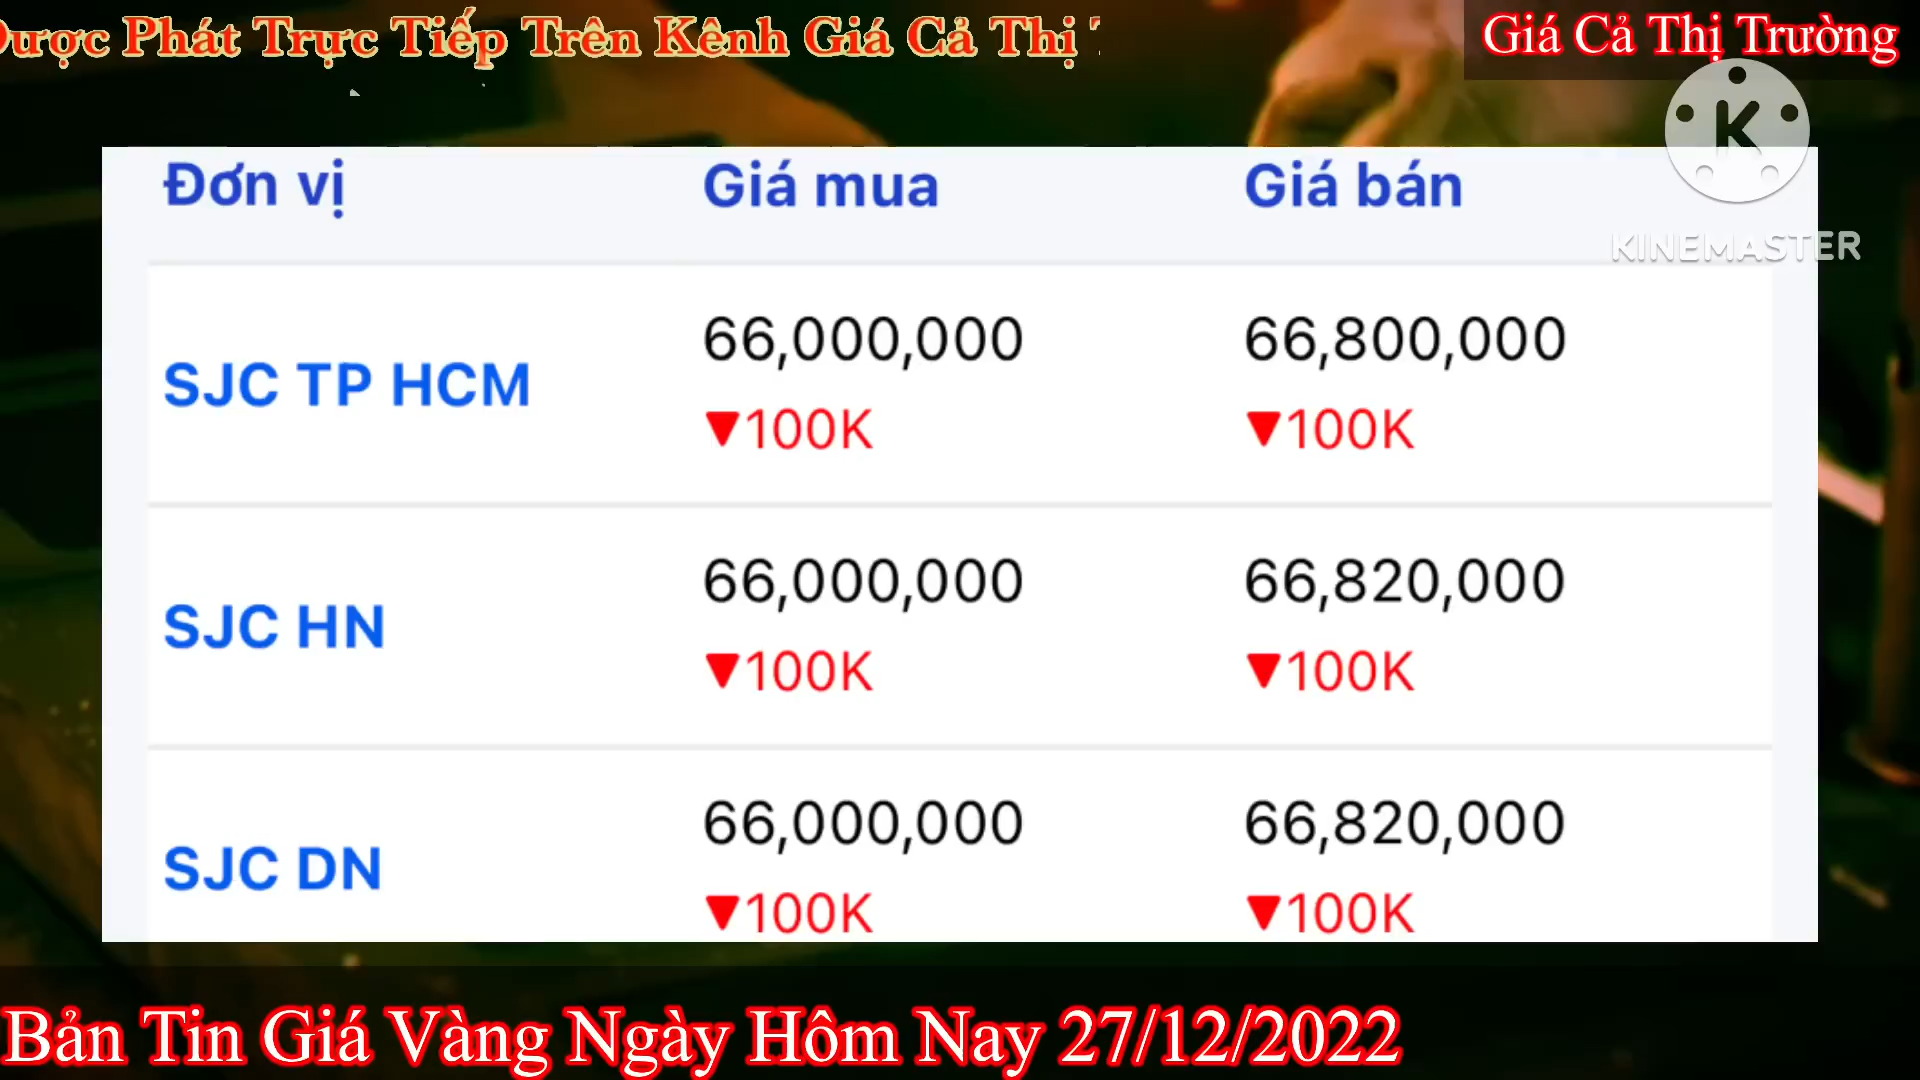 Được Phát Trực Tiếp Trên Kênh Giá Cả Thị
Giá Cả Thị Trường
K
KINEMASTER
Đơn vị Giá mua Giá bán
66,000,000 66,800,000
SJC TP HCM
▼100K ▼100K
66,000,000 66,820,000
SJC HN
▼100K ▼100K
66,000,000 66,820,000
SJC DN
▼100K ▼100K
Bản Tin Giá Vàng Ngày Hôm Nay 27/12/2022